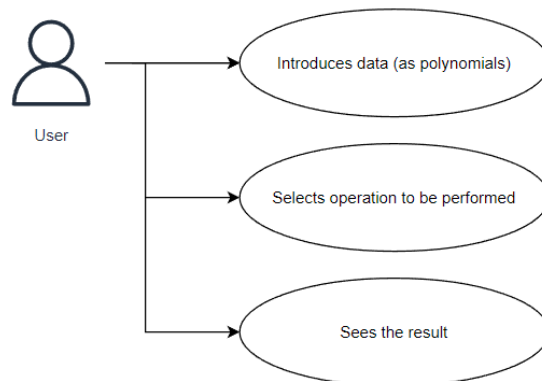 Introduces data (as polynomials)
User
Selects operation to be performed
Sees the result